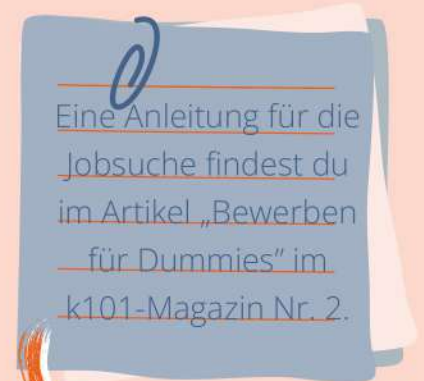 Eine Anleitung für die
Jobsuche findest du
im Artikel „Bewerben
für Dummies" im
k101-Magazin Nr. 2.